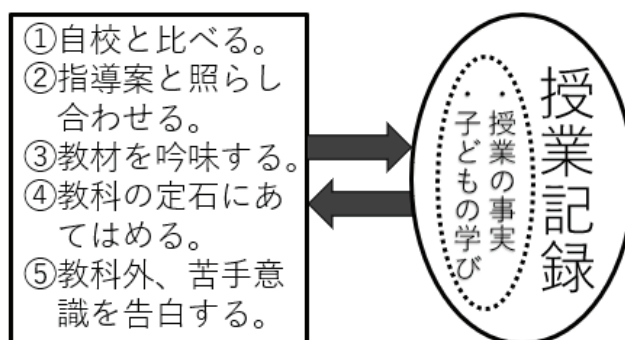 ①自校と比べる。
②指導案と照らし
合わせる。
③教材を吟味する。
④教科の定石にあ
てはめる。
⑤教科外、苦手意
識を告白する。
授業記録
・授業の事実
・子どもの学び